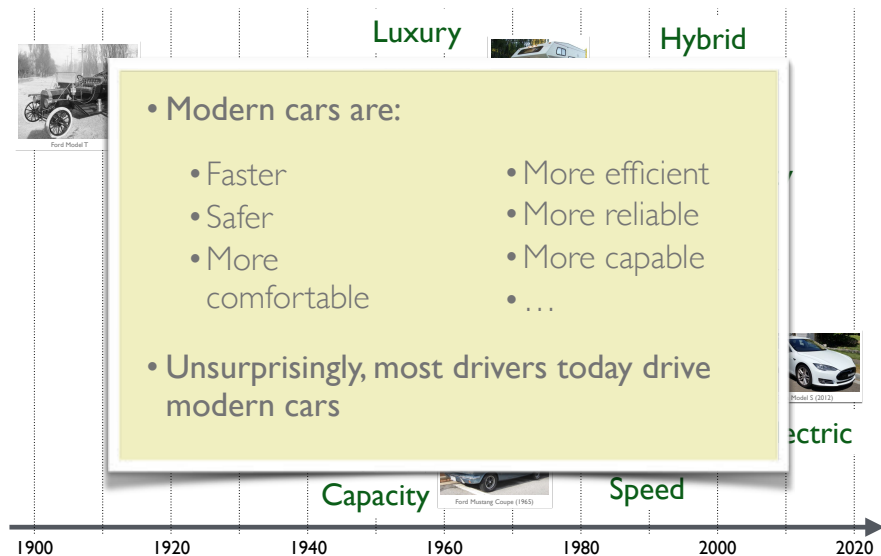 Luxury
Hybrid
Ford Model T
• Modern cars are:
• Faster
• Safer
• More
comfortable
• More efficient
• More reliable
• More capable
• …
• Unsurprisingly, most drivers today drive
modern cars
Model S (2012)
ectric
Capacity
Ford Mustang Coupe (1965)
Speed
1900
1920
1940
1960
1980
2000
2020